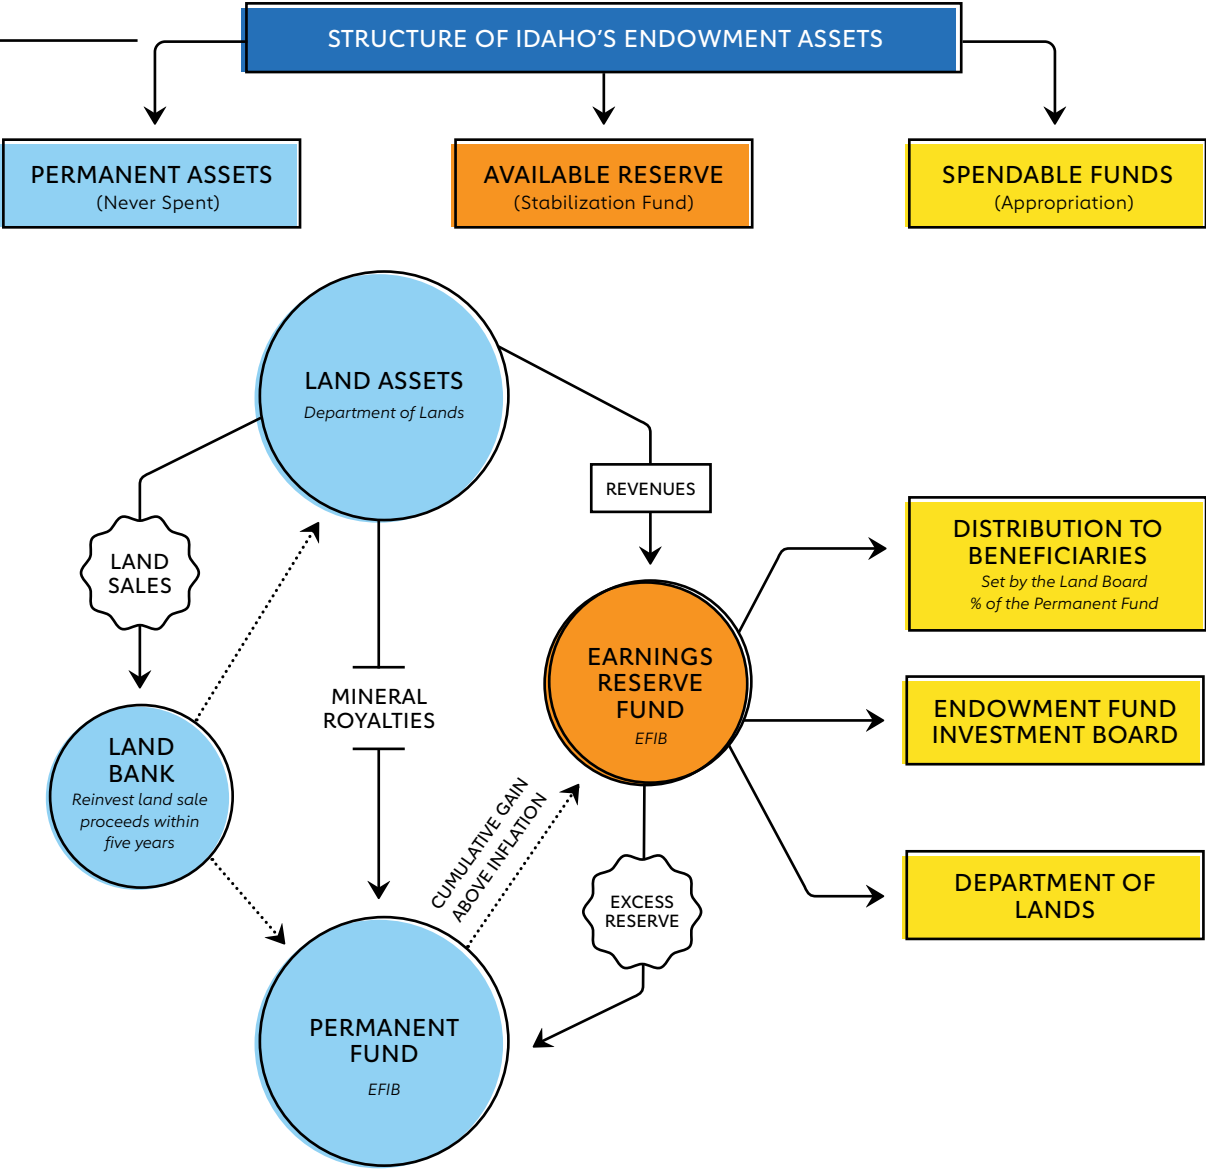 STRUCTURE OF IDAHO’S ENDOWMENT ASSETS
PERMANENT ASSETS
(Never Spent)
AVAILABLE RESERVE
(Stabilization Fund)
SPENDABLE FUNDS
(Appropriation)
LAND ASSETS
Department of Lands
REVENUES
LAND
SALES
DISTRIBUTION TO
BENEFICIARIES
Set by the Land Board
% of the Permanent Fund
EARNINGS
RESERVE
FUND
EFIB
MINERAL
ROYALTIES
ENDOWMENT FUND
INVESTMENT BOARD
LAND
BANK
Reinvest land sale
proceeds within
five years
CUMULATIVE GAIN
ABOVE INFLATION
EXCESS
RESERVE
DEPARTMENT OF
LANDS
PERMANENT
FUND
EFIB